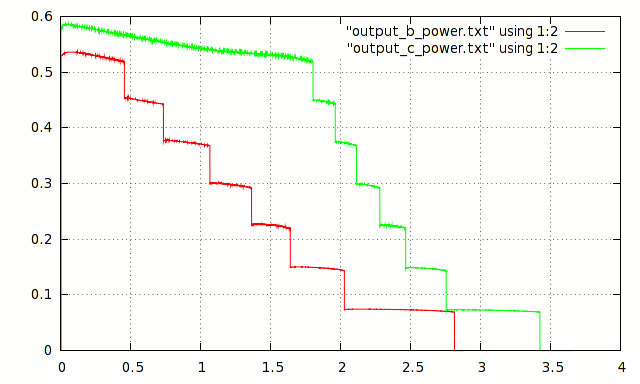 0.6
"output_b_power.txt" using 1:2
"output_c_power.txt" using 1:2
0.5
0.4
0.3
0.2
0.1
0
0 0.5 1 1.5 2 2.5 3 3.5 4